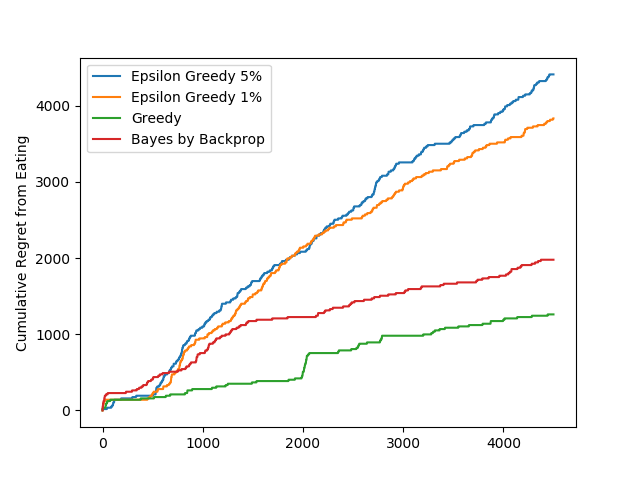 Epsilon Greedy 5%
Epsilon Greedy 1%
Greedy
Bayes by Backprop
Cumulative Regret from Eating
4000
3000
2000
1000
0
0 1000 2000 3000 4000